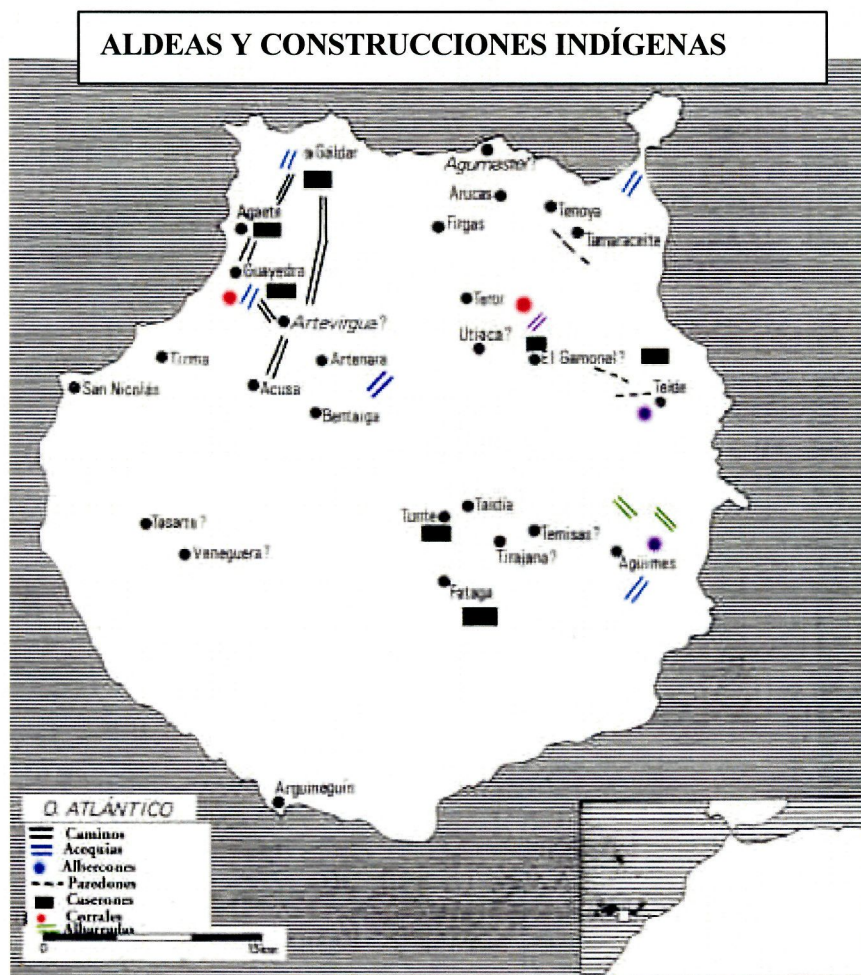 ALDEAS Y CONSTRUCCIONES INDÍGENAS
Gáldar
Agumastel?
Arucas
Tenoya
Agaete
Firgas
Tamaraceite
Guayedra
Teror
Artevirgua?
Utiaca?
Tirma
Artenara
El Gamonal?
San Nicolás
Acusa
Telde
Bentaiga
Taidía
Tunte
Tasarte?
Temisas?
Tirajana?
Veneguera?
Agüimes
Fataga
Arguineguín
O. ATLÁNTICO
Caminos
Acequias
Albercones
Paredones
Caserones
Corrales
Albarradas
0 15km